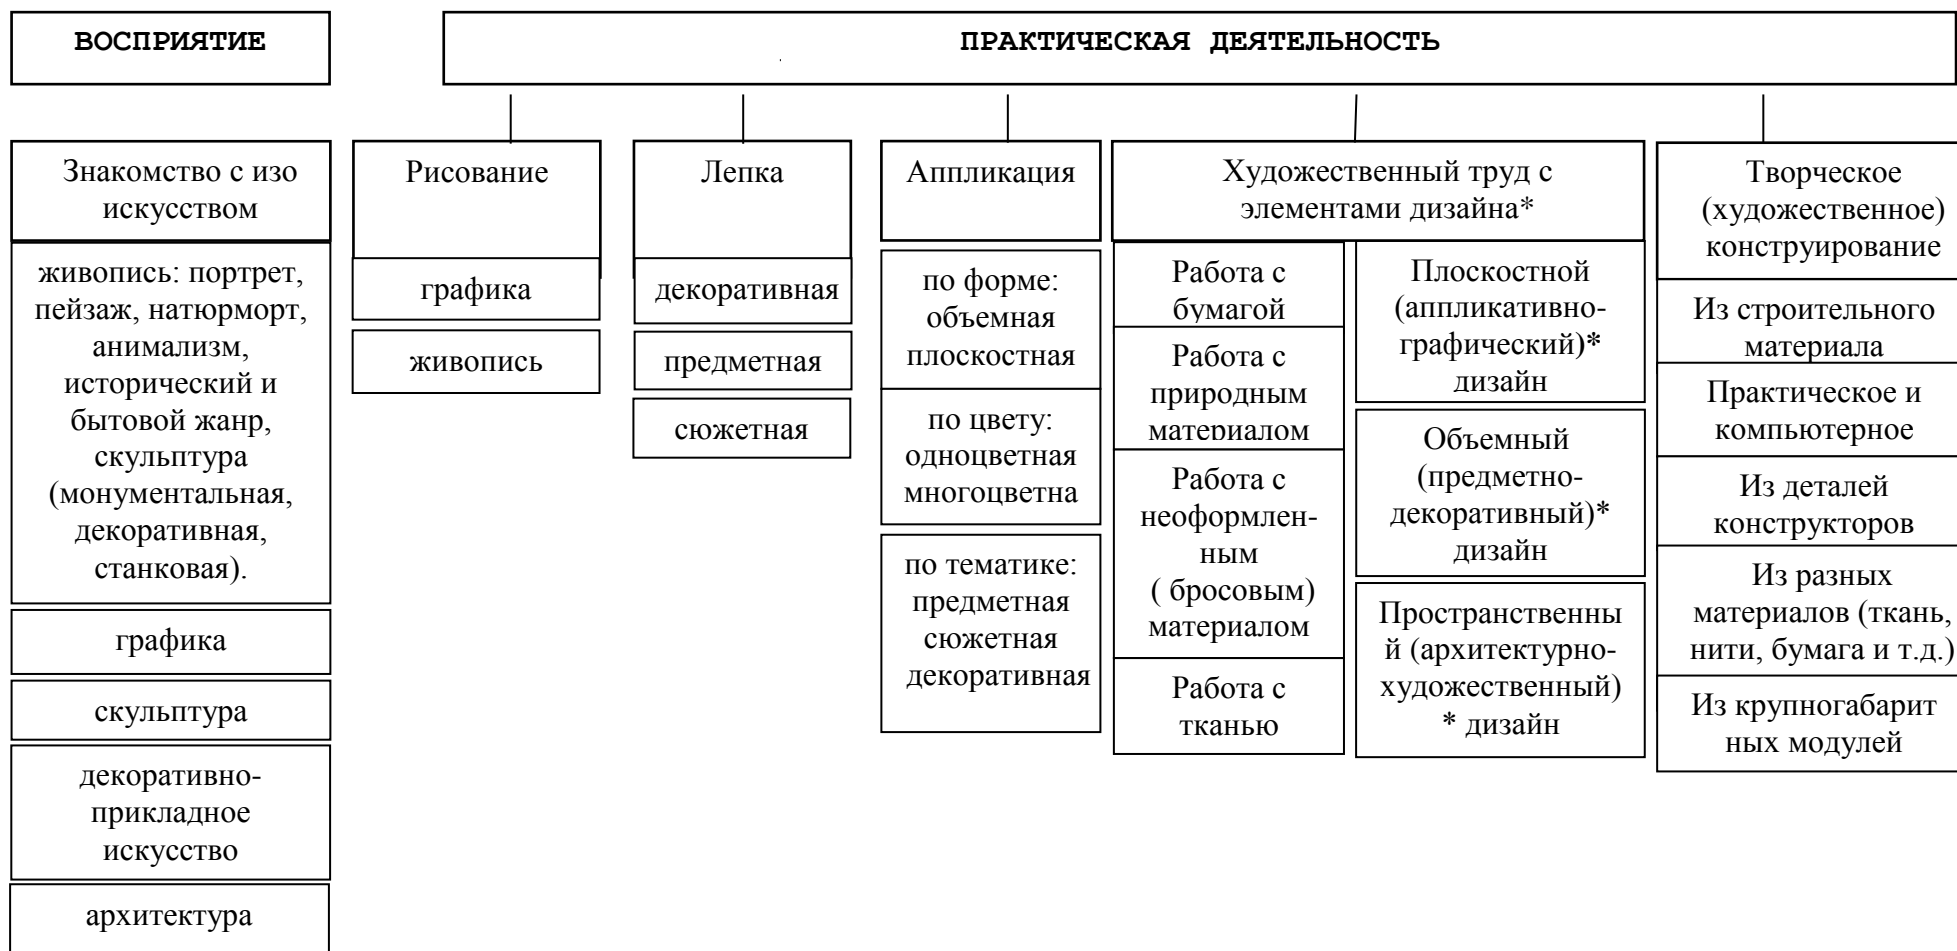 ВОСПРИЯТИЕ
ПРАКТИЧЕСКАЯ ДЕЯТЕЛЬНОСТЬ
Знакомство с изо
искусством
живопись: портрет,
пейзаж, натюрморт,
анимализм,
исторический и
бытовой жанр,
скульптура
(монументальная,
декоративная,
станковая).
графика
скульптура
декоративно-
прикладное
искусство
архитектура
Рисование
графика
живопись
Лепка
декоративная
предметная
сюжетная
Аппликация
по форме:
объемная
плоскостная
по цвету:
одноцветная
многоцветна
по тематике:
предметная
сюжетная
декоративная
Художественный труд с
элементами дизайна*
Работа с
бумагой
Работа с
природным
материалом
Работа с
неоформлен-
ным
( бросовым)
материалом
Работа с
тканью
Плоскостной
(аппликативно-
графический)*
дизайн
Объемный
(предметно-
декоративный)*
дизайн
Пространственны
й (архитектурно-
художественный)
* дизайн
Творческое
(художественное)
конструирование
Из строительного
материала
Практическое и
компьютерное
Из деталей
конструкторов
Из разных
материалов (ткань,
нити, бумага и т.д.)
Из крупногабарит
ных модулей